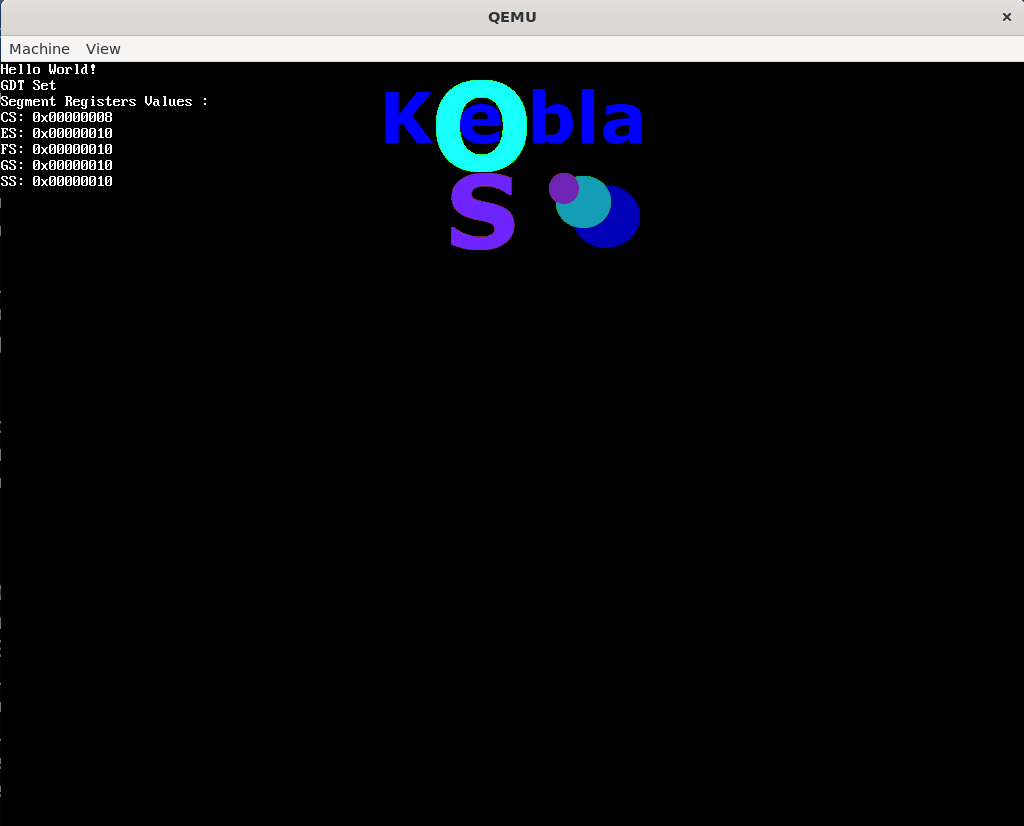 QEMU
Machine View
Hello World!
GDT Set
Segment Registers Values :
CS: 0x00000008
ES: 0x00000010
FS: 0x00000010
GS: 0x00000010
SS: 0x00000010
Kebla
O
S